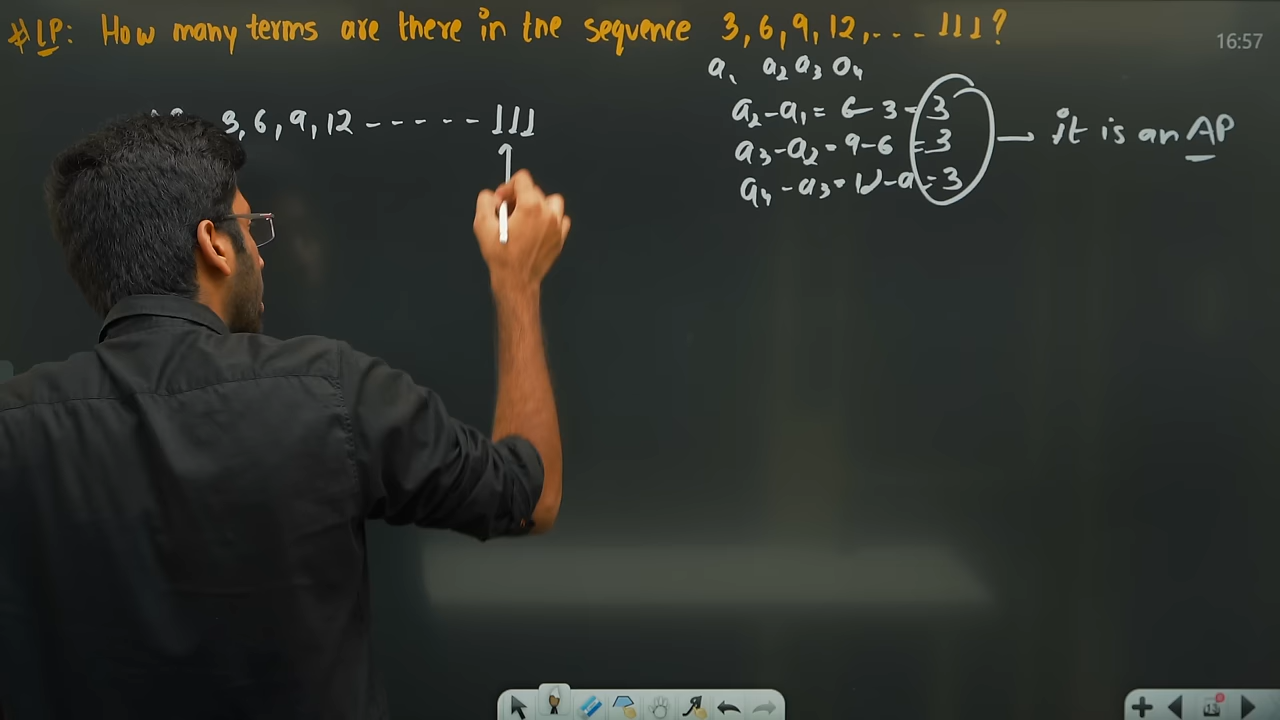 #LP: How many terms are there in the sequence 3, 6, 9, 12, . - - - 111?
16:57
a₁ a₂ a₃ a₄
3, 6, 9, 12 - - - - - - 111
a₂-a₁ = 6-3 = 3
it is an AP
a₃-a₂ = 9-6 = 3
a₄-a₃ = 12-9 = 3
13